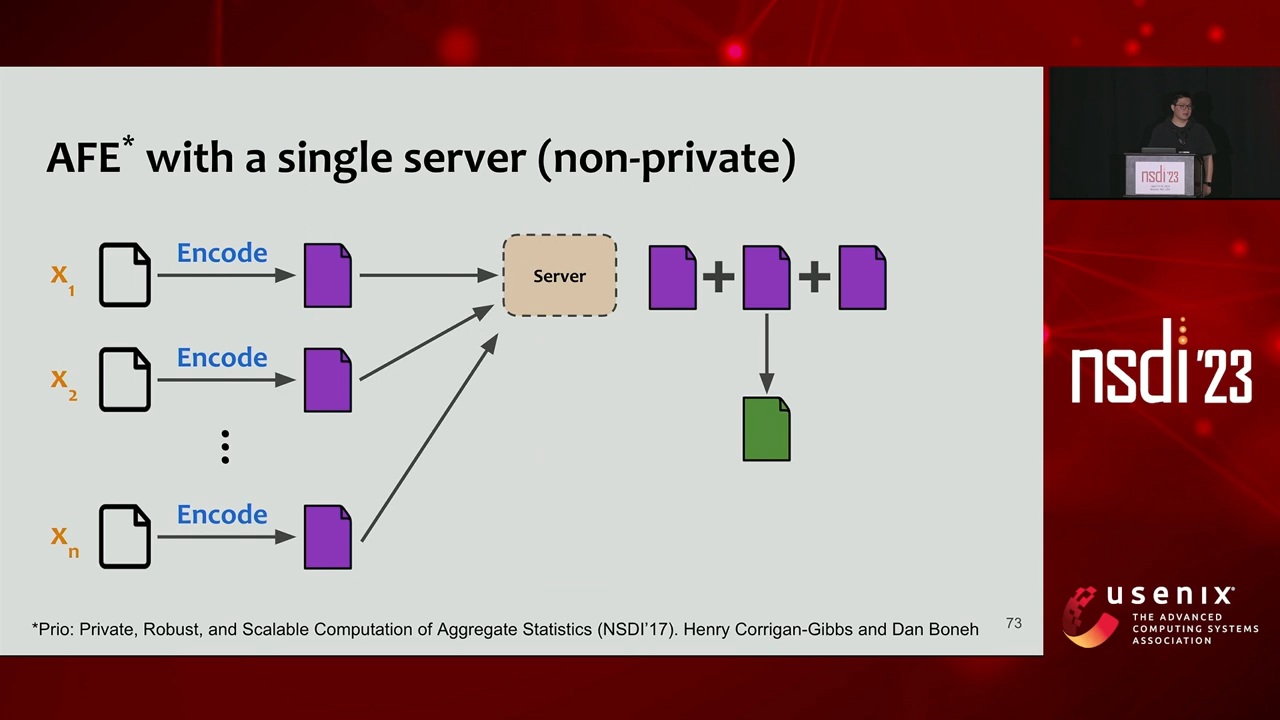 AFE* with a single server (non-private)
x1
Encode
Server
x2
Encode
xn
Encode
*Prio: Private, Robust, and Scalable Computation of Aggregate Statistics (NSDI’17). Henry Corrigan-Gibbs and Dan Boneh
73
nsdi'23
nsdi '23
usenix
THE ADVANCED
COMPUTING SYSTEMS
ASSOCIATION